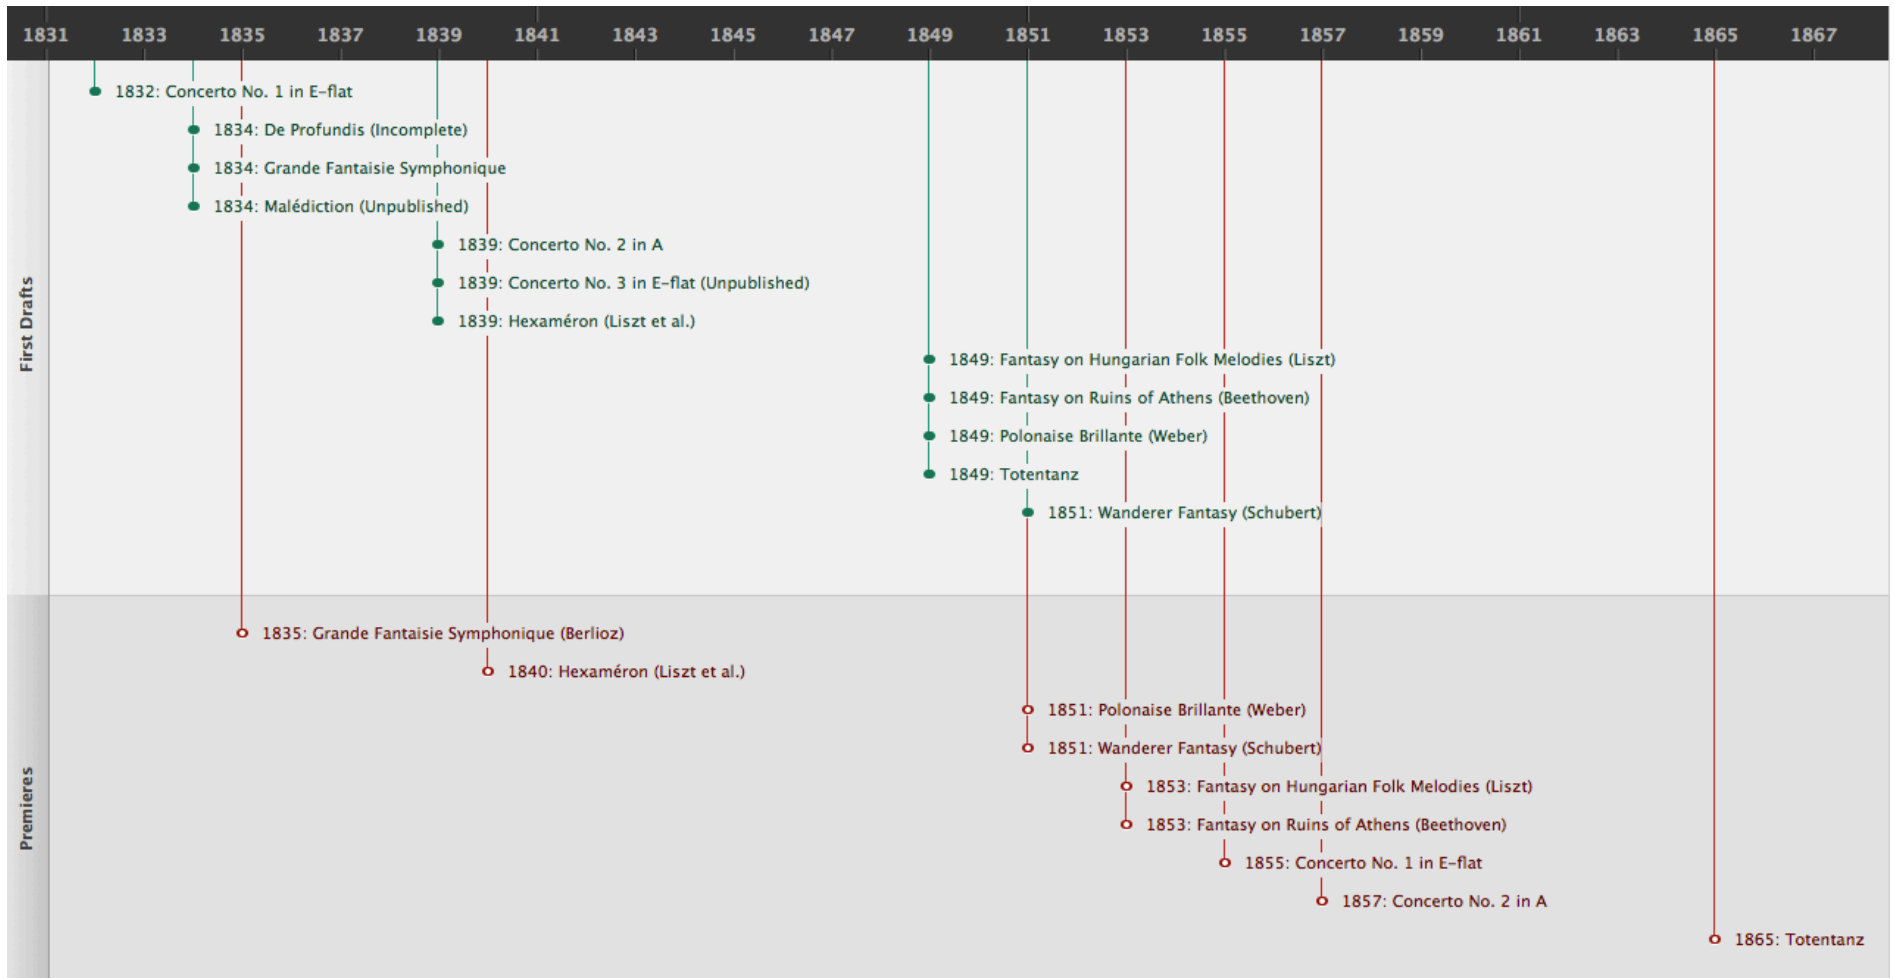 1831 1833 1835 1837 1839 1841 1843 1845 1847 1849 1851 1853 1855 1857 1859 1861 1863 1865 1867
First Drafts
1832: Concerto No. 1 in E-flat
1834: De Profundis (Incomplete)
1834: Grande Fantaisie Symphonique
1834: Malédiction (Unpublished)
1839: Concerto No. 2 in A
1839: Concerto No. 3 in E-flat (Unpublished)
1839: Hexaméron (Liszt et al.)
1849: Fantasy on Hungarian Folk Melodies (Liszt)
1849: Fantasy on Ruins of Athens (Beethoven)
1849: Polonaise Brillante (Weber)
1849: Totentanz
1851: Wanderer Fantasy (Schubert)
Premieres
1835: Grande Fantaisie Symphonique (Berlioz)
1840: Hexaméron (Liszt et al.)
1851: Polonaise Brillante (Weber)
1851: Wanderer Fantasy (Schubert)
1853: Fantasy on Hungarian Folk Melodies (Liszt)
1853: Fantasy on Ruins of Athens (Beethoven)
1855: Concerto No. 1 in E-flat
1857: Concerto No. 2 in A
1865: Totentanz